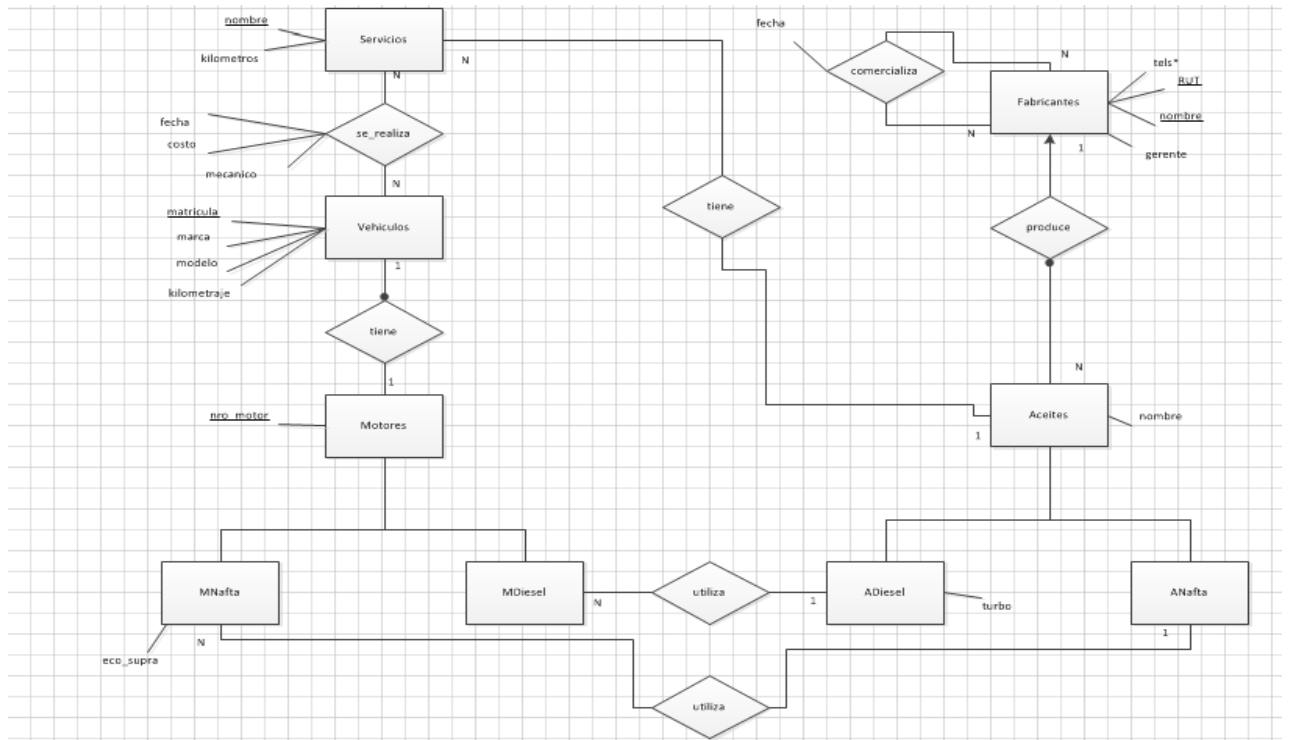 nombre
kilometros
Servicios
N
N
fecha
costo
mecanico
se_realiza
N
matricula
marca
modelo
kilometraje
Vehiculos
1
tiene
1
nro_motor
Motores
tiene
fecha
comercializa
N
N
Fabricantes
tels*
RUT
nombre
gerente
1
produce
N
Aceites
nombre
1
MNafta
N
eco_supra
MDiesel
N
utiliza
1
ADiesel
turbo
ANafta
1
utiliza